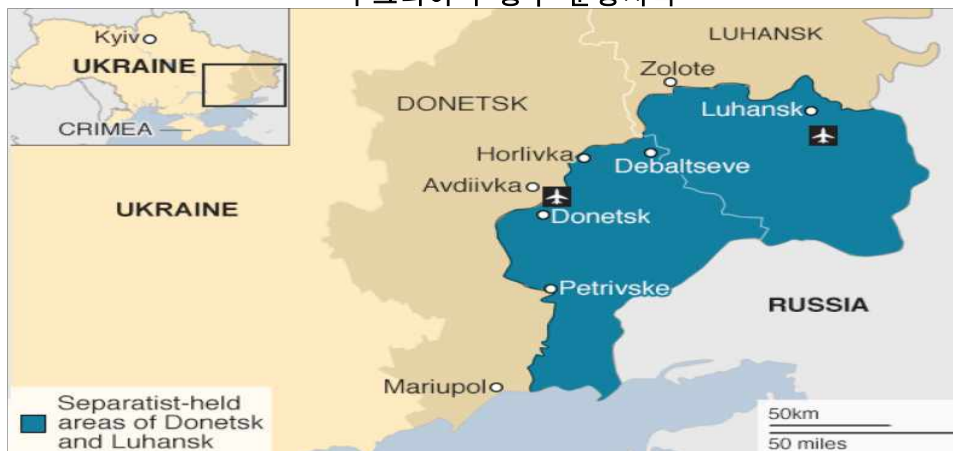 Kyiv
UKRAINE
CRIMEA
LUHANSK
Zolote
DONETSK
Luhansk
Horlivka
Debaltseve
Avdiivka
UKRAINE
Donetsk
Petrivske
RUSSIA
Mariupol
Separatist-held
areas of Donetsk
and Luhansk
50km
50 miles